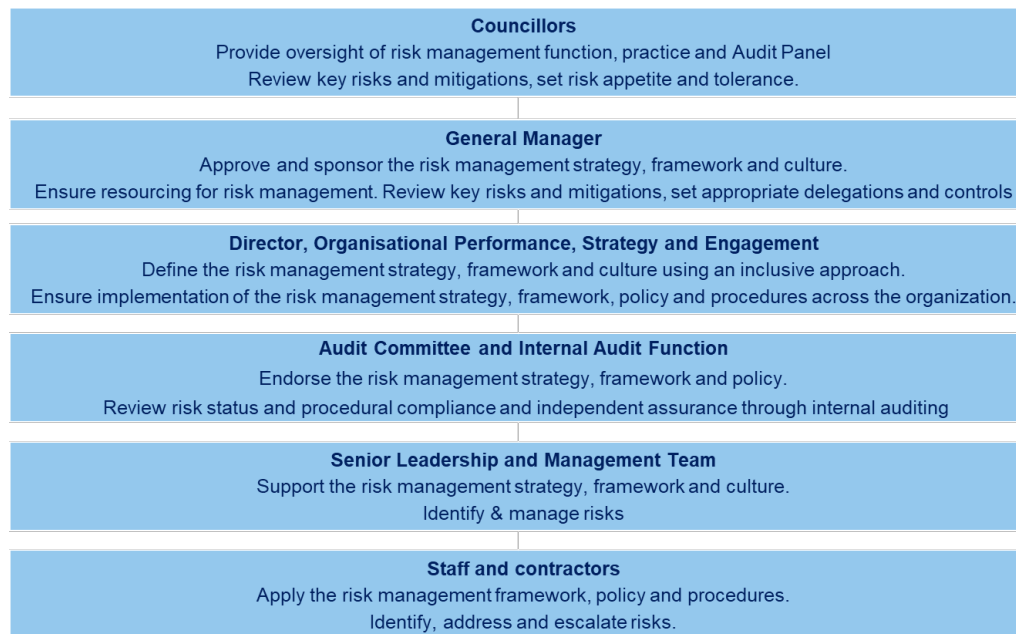 Councillors
Provide oversight of risk management function, practice and Audit Panel
Review key risks and mitigations, set risk appetite and tolerance.
General Manager
Approve and sponsor the risk management strategy, framework and culture.
Ensure resourcing for risk management. Review key risks and mitigations, set appropriate delegations and controls
Director, Organisational Performance, Strategy and Engagement
Define the risk management strategy, framework and culture using an inclusive approach.
Ensure implementation of the risk management strategy, framework, policy and procedures across the organization.
Audit Committee and Internal Audit Function
Endorse the risk management strategy, framework and policy.
Review risk status and procedural compliance and independent assurance through internal auditing
Senior Leadership and Management Team
Support the risk management strategy, framework and culture.
Identify & manage risks
Staff and contractors
Apply the risk management framework, policy and procedures.
Identify, address and escalate risks.